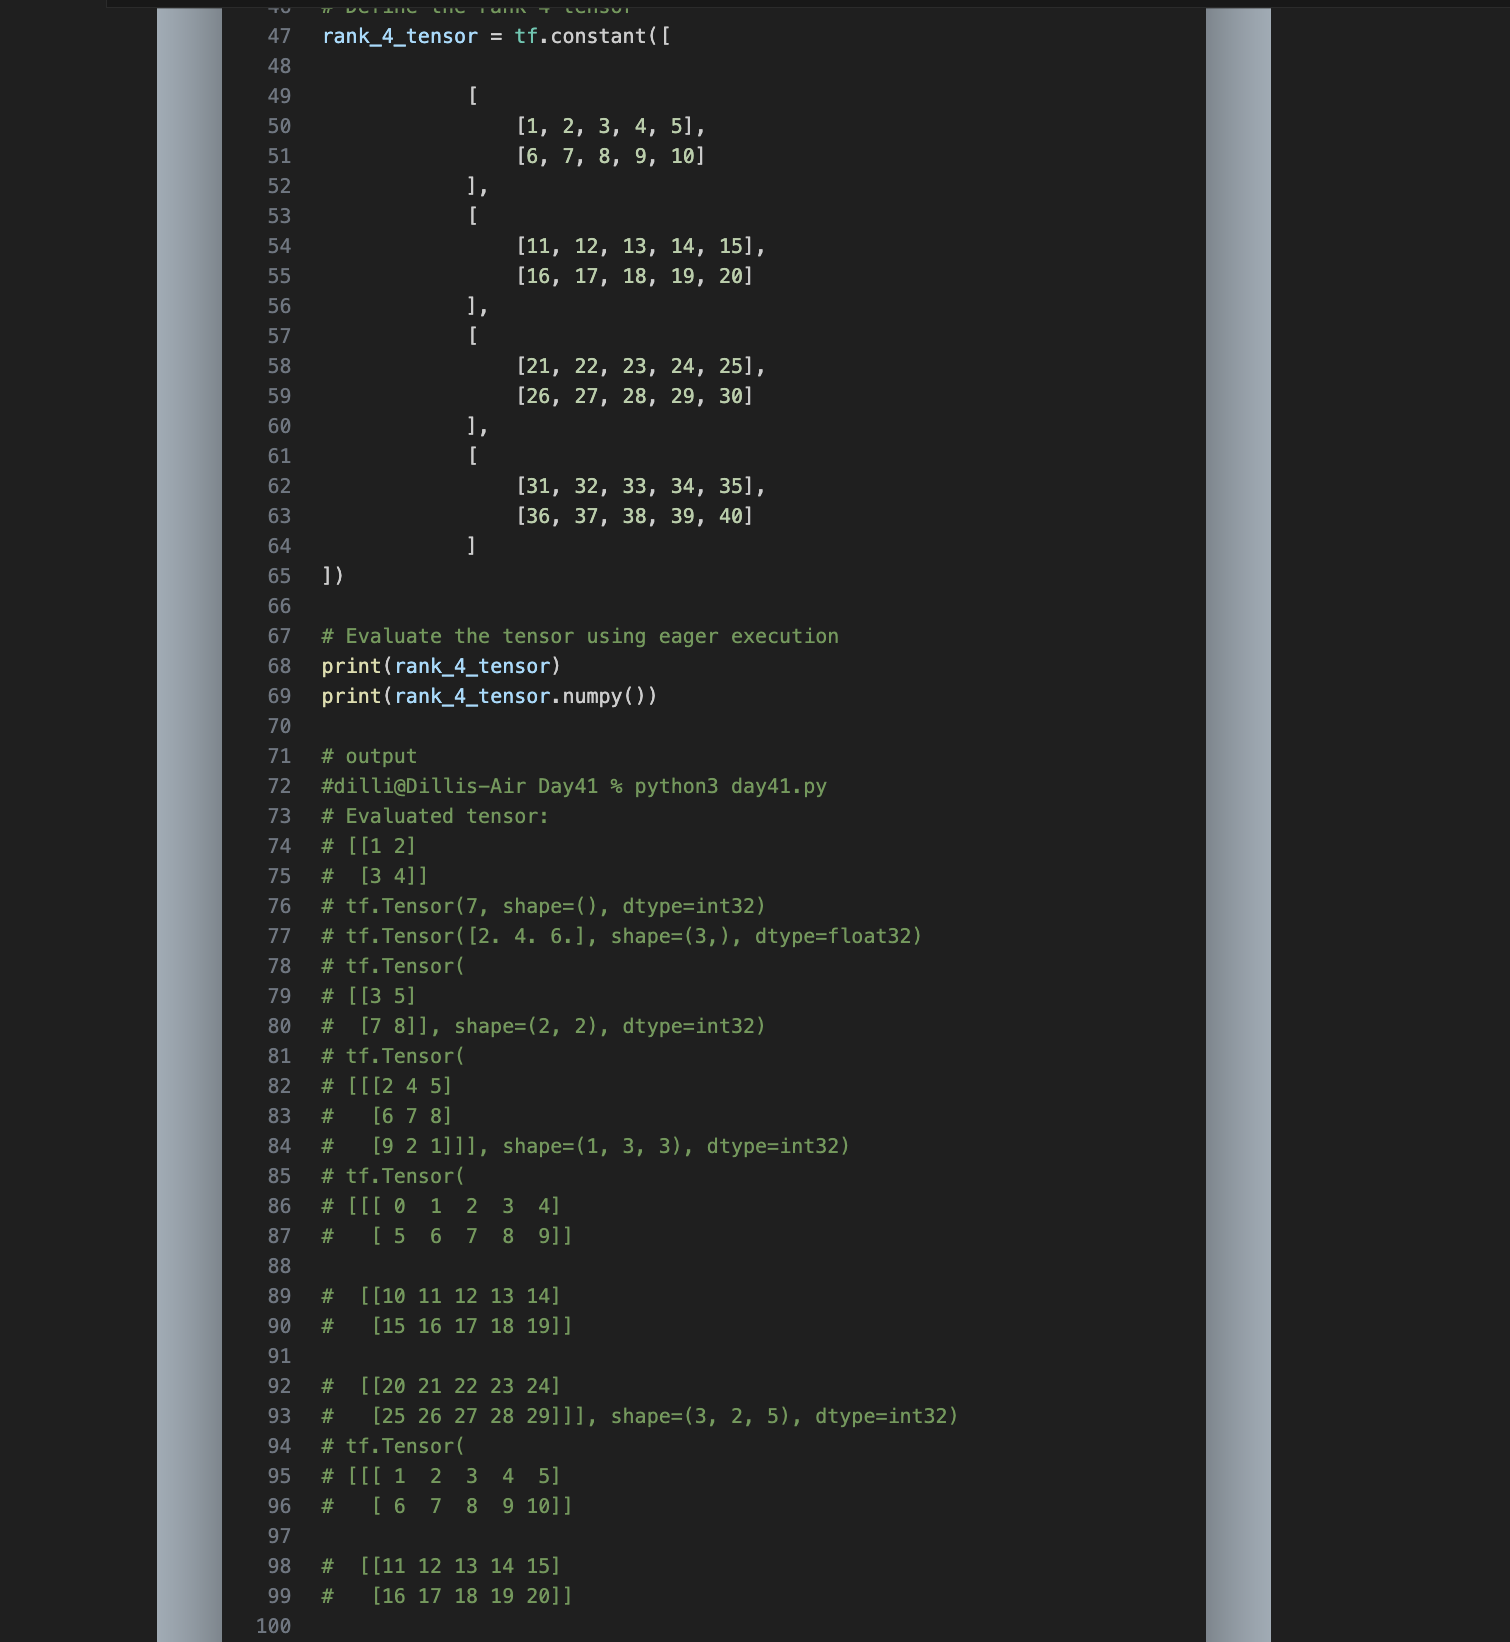 46 # Define the rank 4 tensor
47 rank_4_tensor = tf.constant([
48
49 [
50 [1, 2, 3, 4, 5],
51 [6, 7, 8, 9, 10]
52 ],
53 [
54 [11, 12, 13, 14, 15],
55 [16, 17, 18, 19, 20]
56 ],
57 [
58 [21, 22, 23, 24, 25],
59 [26, 27, 28, 29, 30]
60 ],
61 [
62 [31, 32, 33, 34, 35],
63 [36, 37, 38, 39, 40]
64 ]
65 ])
66
67 # Evaluate the tensor using eager execution
68 print(rank_4_tensor)
69 print(rank_4_tensor.numpy())
70
71 # output
72 #dilli@Dillis-Air Day41 % python3 day41.py
73 # Evaluated tensor:
74 # [[1 2]
75 #  [3 4]]
76 # tf.Tensor(7, shape=(), dtype=int32)
77 # tf.Tensor([2. 4. 6.], shape=(3,), dtype=float32)
78 # tf.Tensor(
79 # [[3 5]
80 #  [7 8]], shape=(2, 2), dtype=int32)
81 # tf.Tensor(
82 # [[[2 4 5]
83 #   [6 7 8]
84 #   [9 2 1]]], shape=(1, 3, 3), dtype=int32)
85 # tf.Tensor(
86 # [[[ 0  1  2  3  4]
87 #   [ 5  6  7  8  9]]
88
89 #  [[10 11 12 13 14]
90 #   [15 16 17 18 19]]
91
92 #  [[20 21 22 23 24]
93 #   [25 26 27 28 29]]], shape=(3, 2, 5), dtype=int32)
94 # tf.Tensor(
95 # [[[ 1  2  3  4  5]
96 #   [ 6  7  8  9 10]]
97
98 #  [[11 12 13 14 15]
99 #   [16 17 18 19 20]]
100